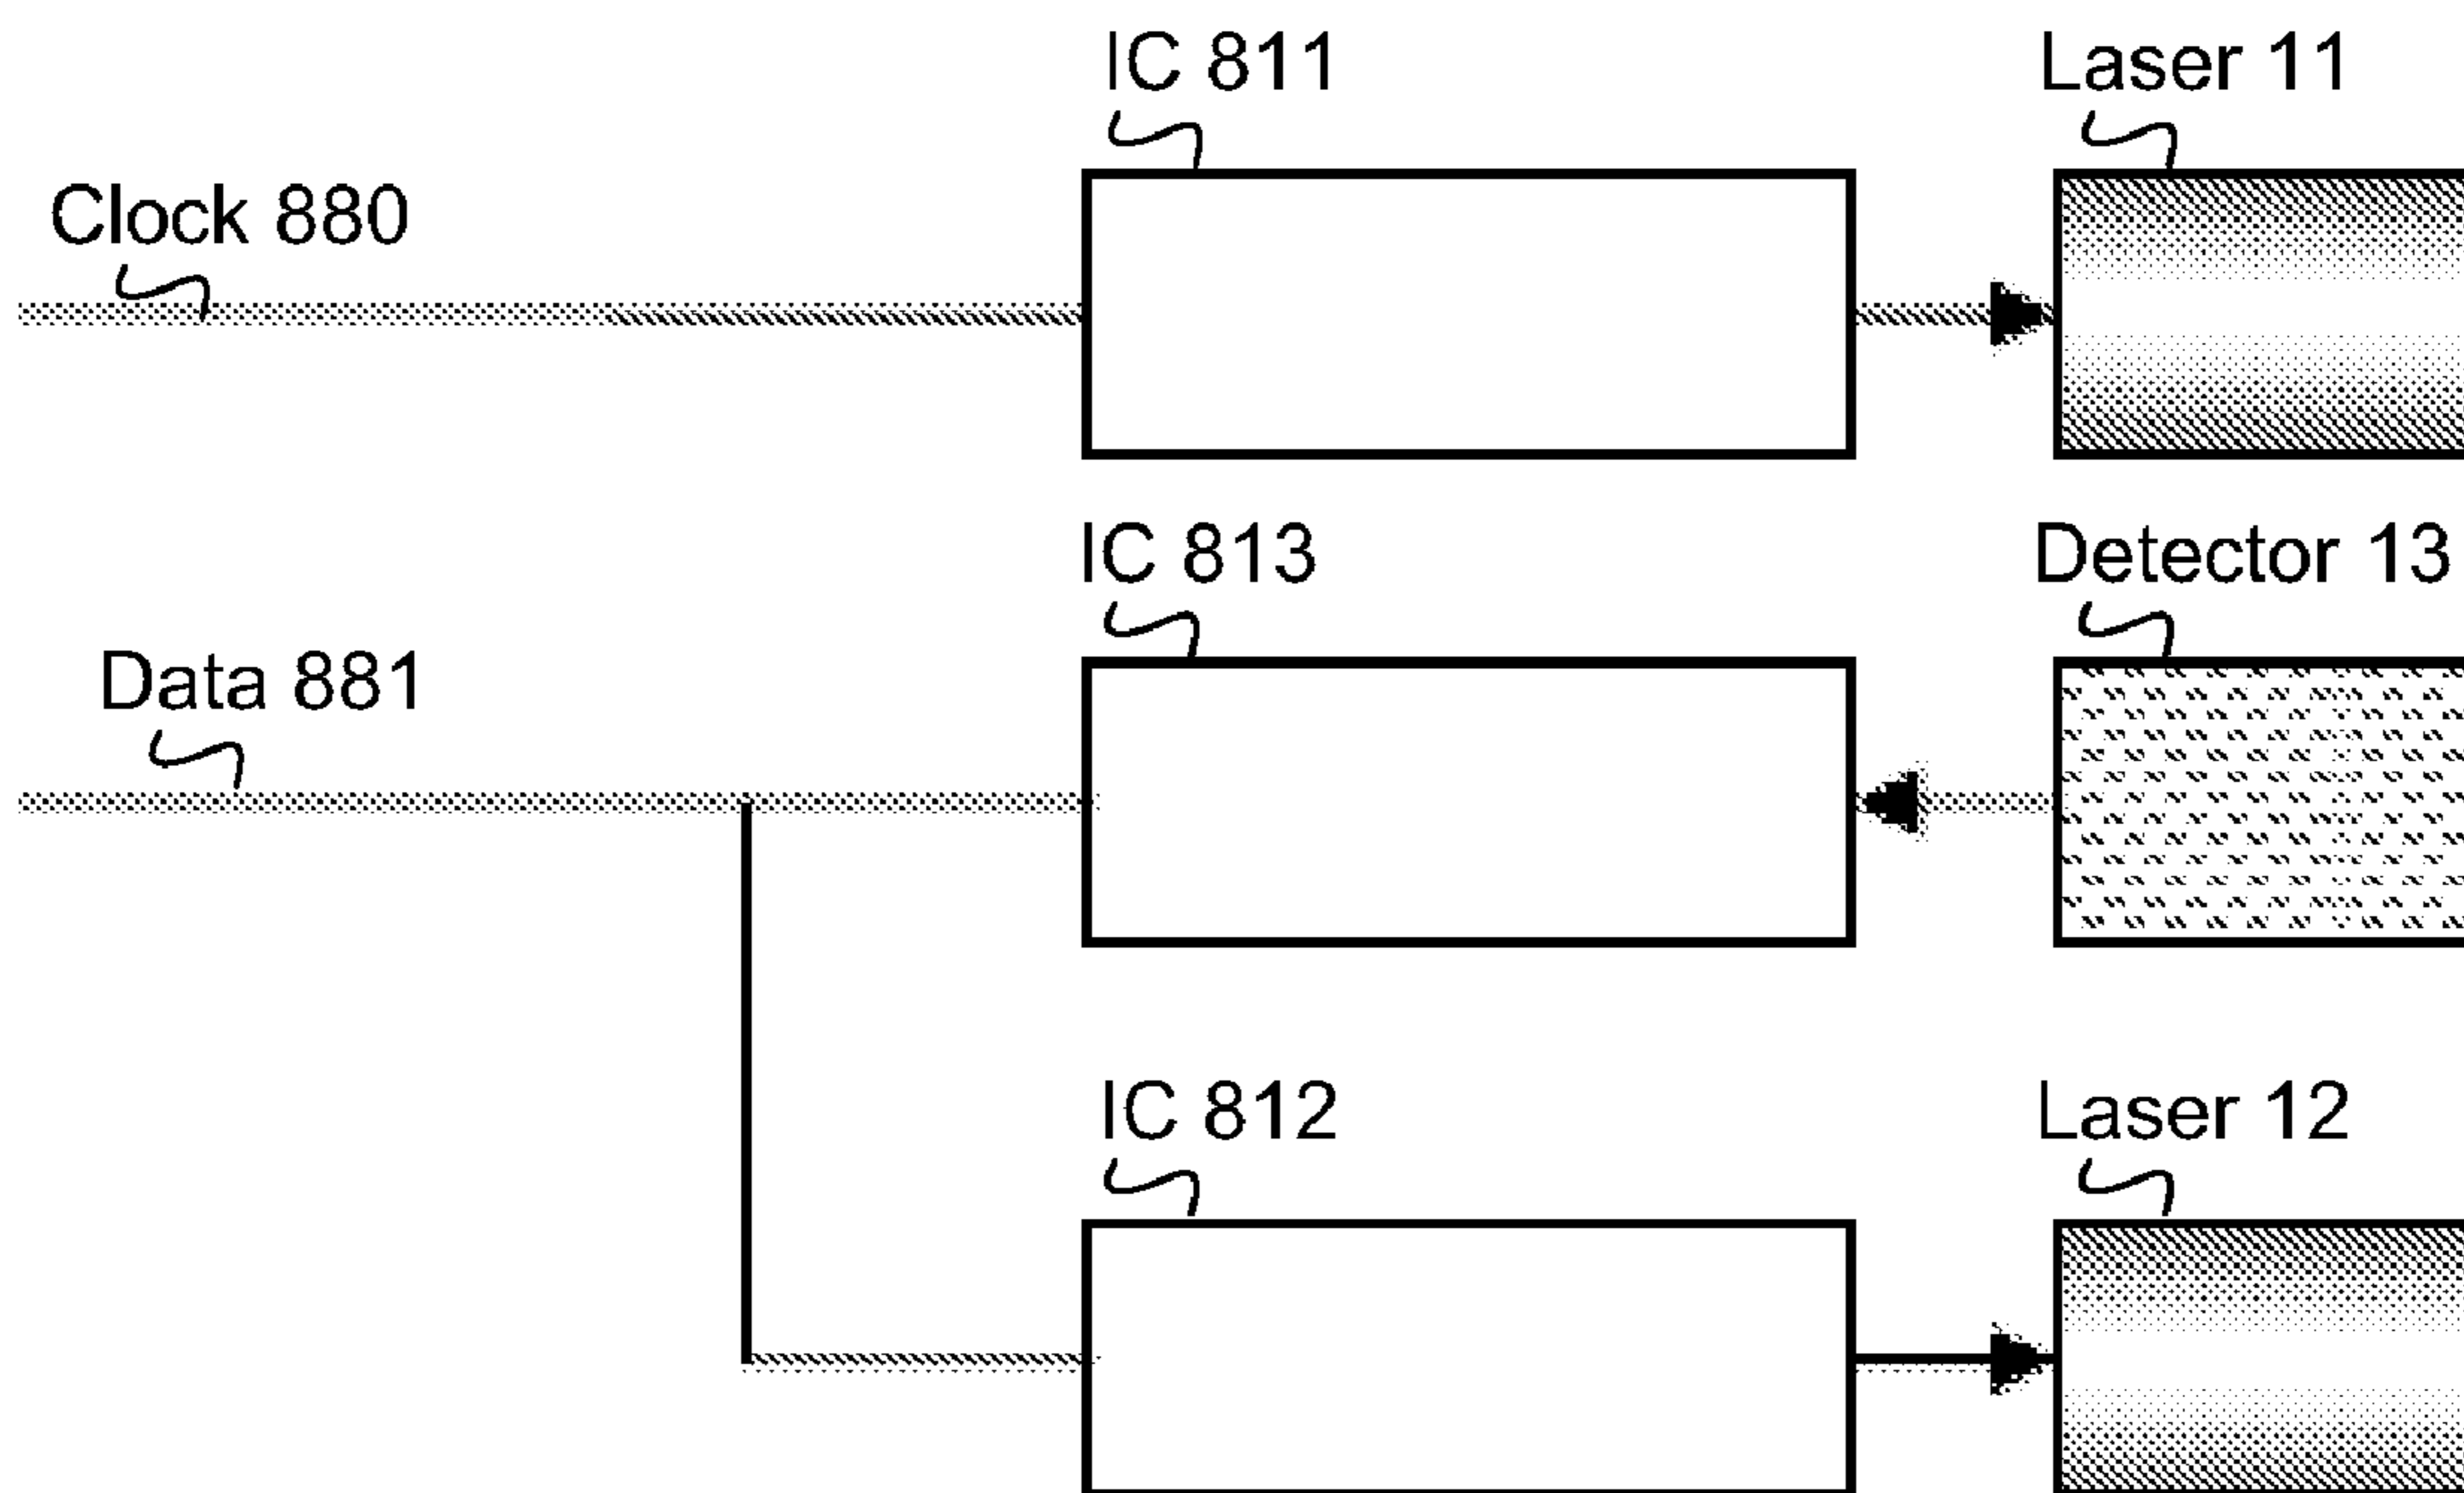 IC 811
Laser 11
Clock 880
IC 813
Detector 13
Data 881
IC 812
Laser 12